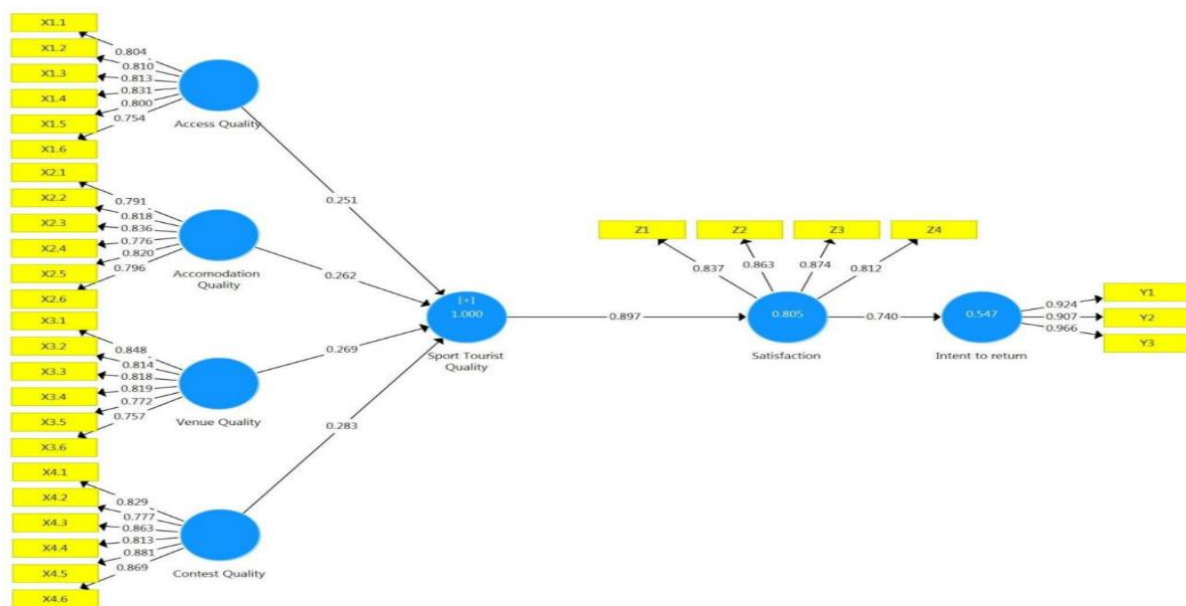 X1.1
X1.2
X1.3
X1.4
X1.5
X1.6
0.804
0.810
0.813
0.831
0.800
0.754
Access Quality
X2.1
X2.2
X2.3
X2.4
X2.5
X2.6
0.791
0.818
0.836
0.776
0.820
0.796
Accomodation
Quality
X3.1
X3.2
X3.3
X3.4
X3.5
X3.6
0.848
0.814
0.818
0.819
0.772
0.757
Venue Quality
X4.1
X4.2
X4.3
X4.4
X4.5
X4.6
0.829
0.777
0.863
0.813
0.881
0.869
Contest Quality
0.251
0.262
0.269
0.283
[+]
1.000
Sport Tourist
Quality
0.897
Z1
Z2
Z3
Z4
0.837
0.863
0.874
0.812
0.805
Satisfaction
0.740
0.547
Intent to return
0.924
0.907
0.966
Y1
Y2
Y3